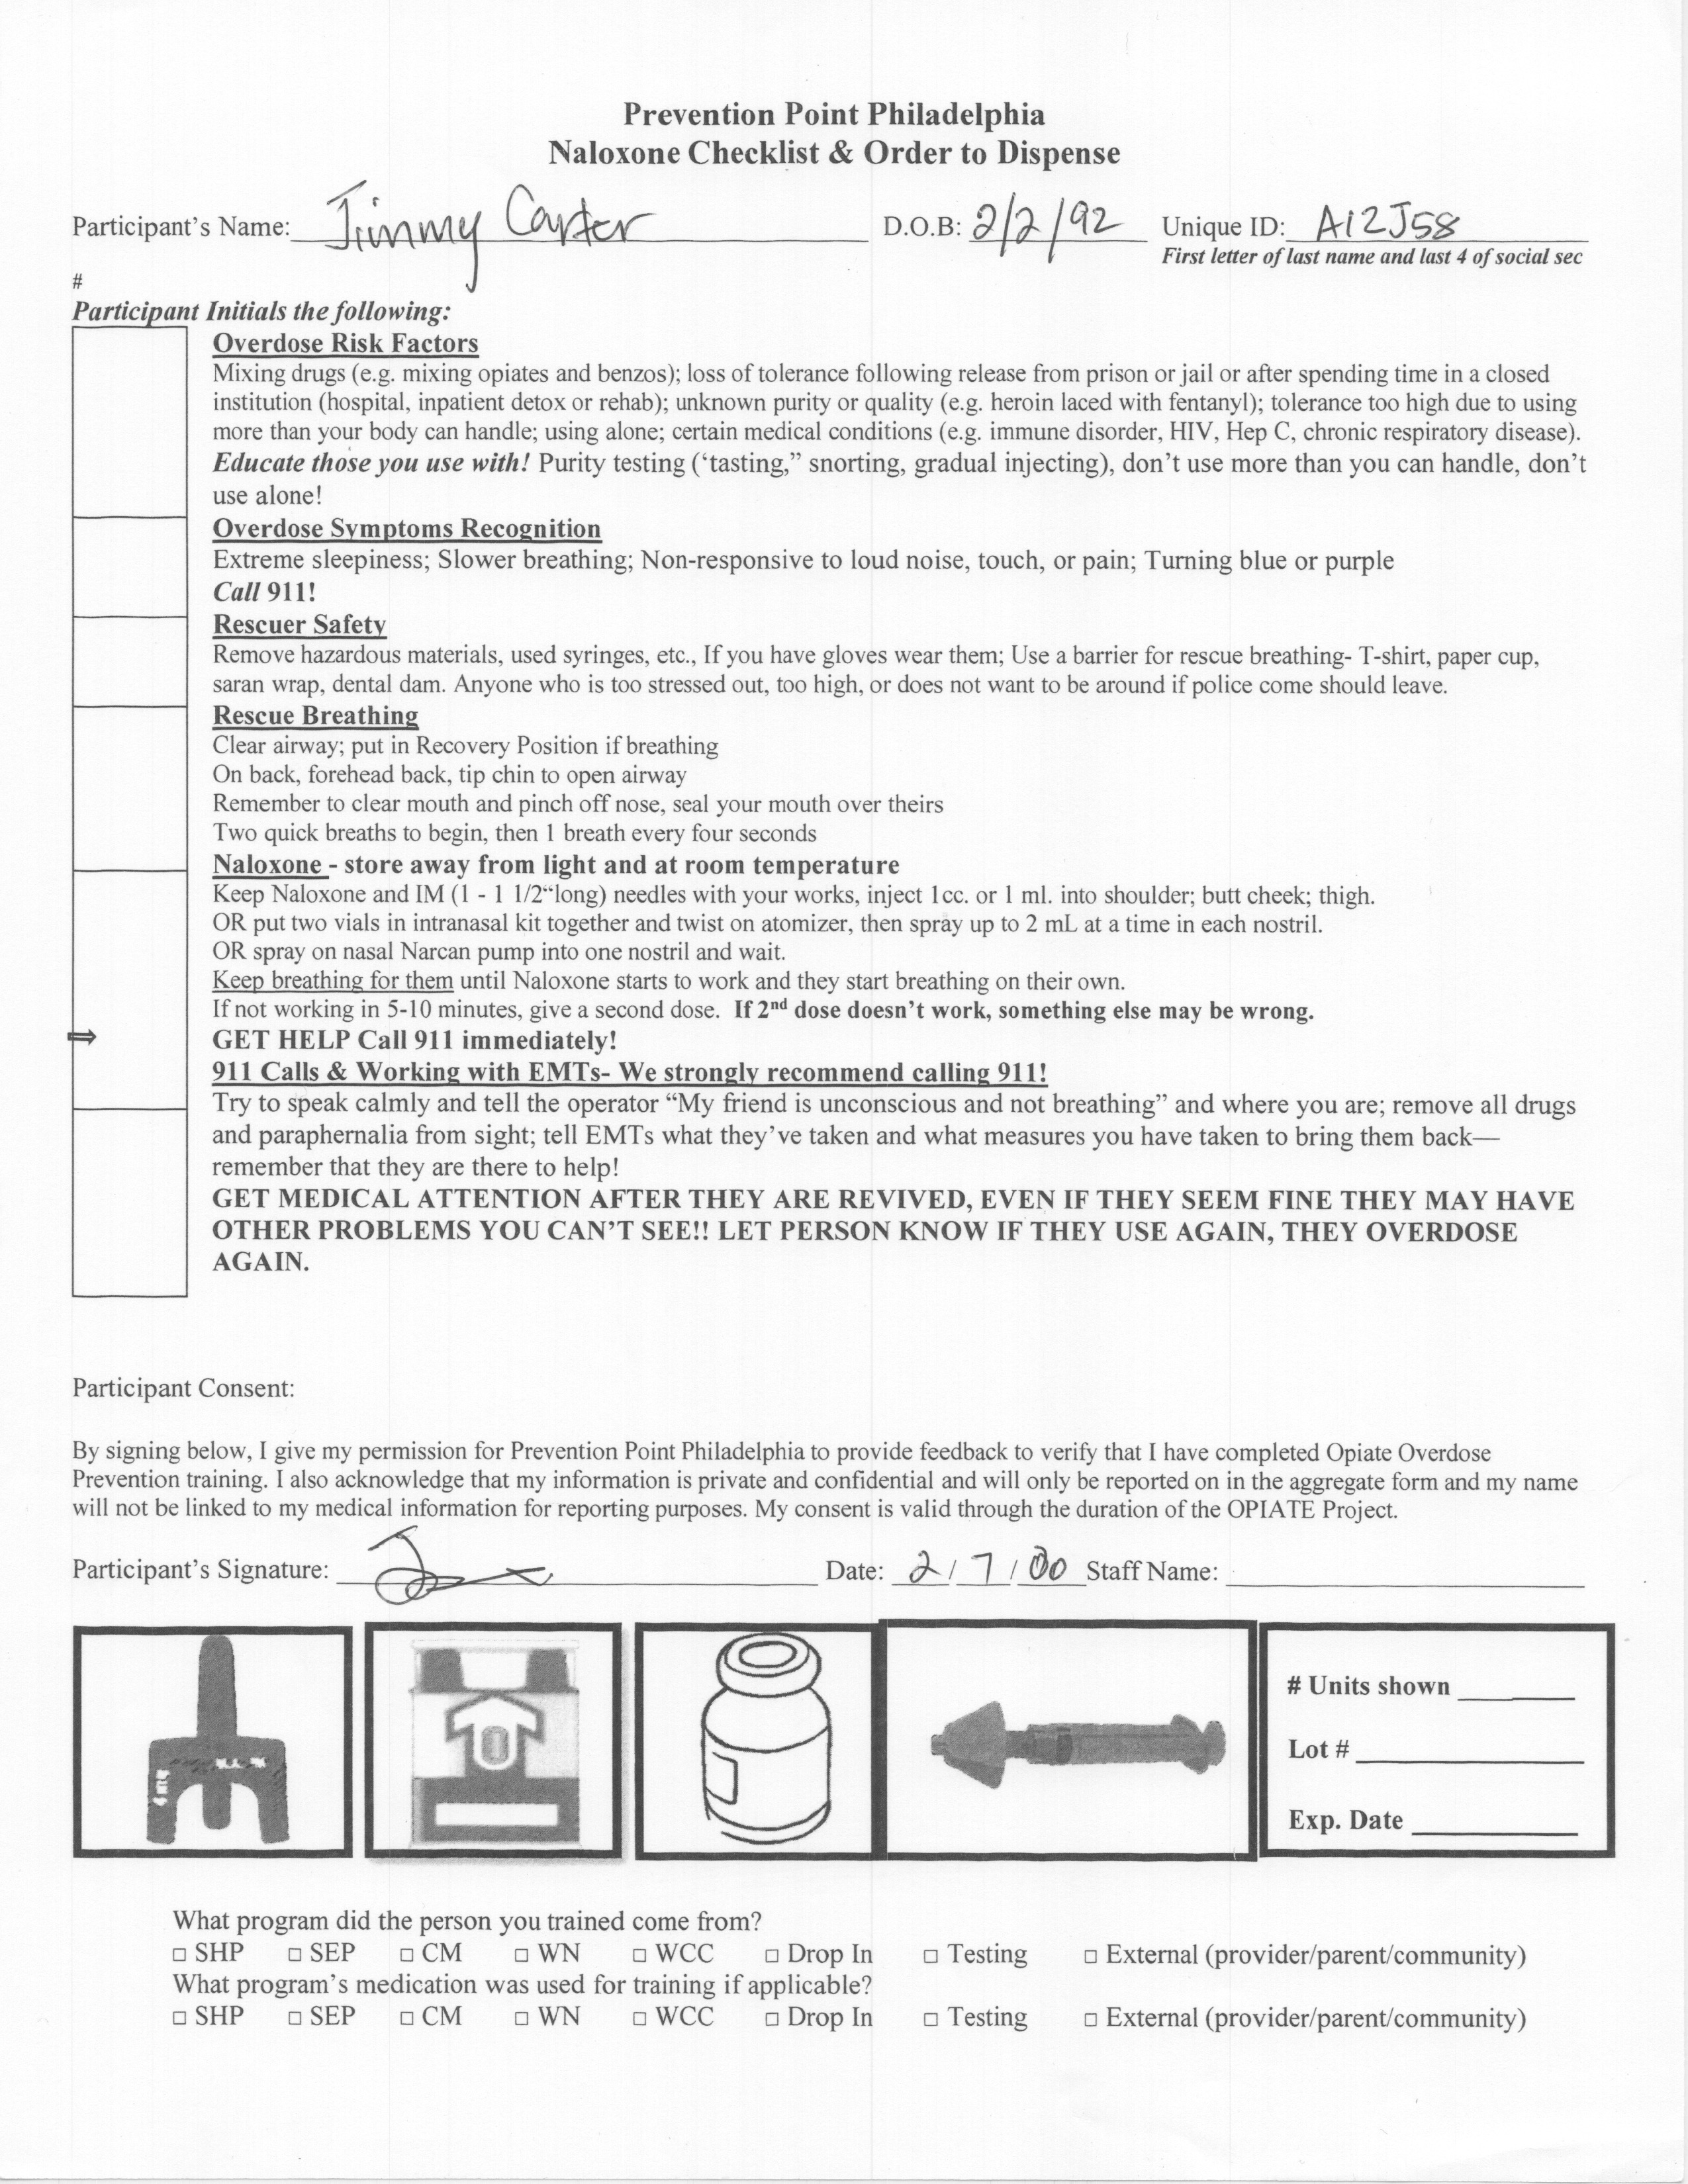 Prevention Point Philadelphia
Naloxone Checklist & Order to Dispense
Participant's Name: Jimmy Carter D.O.B: 2/2/92 Unique ID: A12J58
First letter of last name and last 4 of social sec
#
Participant Initials the following:
Overdose Risk Factors
Mixing drugs (e.g. mixing opiates and benzos); loss of tolerance following release from prison or jail or after spending time in a closed
institution (hospital, inpatient detox or rehab); unknown purity or quality (e.g. heroin laced with fentanyl); tolerance too high due to using
more than your body can handle; using alone; certain medical conditions (e.g. immune disorder, HIV, Hep C, chronic respiratory disease).
Educate those you use with! Purity testing (‘tasting,” snorting, gradual injecting), don’t use more than you can handle, don’t
use alone!
Overdose Symptoms Recognition
Extreme sleepiness; Slower breathing; Non-responsive to loud noise, touch, or pain; Turning blue or purple
Call 911!
Rescuer Safety
Remove hazardous materials, used syringes, etc., If you have gloves wear them; Use a barrier for rescue breathing- T-shirt, paper cup,
saran wrap, dental dam. Anyone who is too stressed out, too high, or does not want to be around if police come should leave.
Rescue Breathing
Clear airway; put in Recovery Position if breathing
On back, forehead back, tip chin to open airway
Remember to clear mouth and pinch off nose, seal your mouth over theirs
Two quick breaths to begin, then 1 breath every four seconds
Naloxone - store away from light and at room temperature
Keep Naloxone and IM (1 - 1 1/2“long) needles with your works, inject 1cc. or 1 ml. into shoulder; butt cheek; thigh.
OR put two vials in intranasal kit together and twist on atomizer, then spray up to 2 mL at a time in each nostril.
OR spray on nasal Narcan pump into one nostril and wait.
Keep breathing for them until Naloxone starts to work and they start breathing on their own.
If not working in 5-10 minutes, give a second dose. If 2nd dose doesn’t work, something else may be wrong.
⇒ GET HELP Call 911 immediately!
911 Calls & Working with EMTs- We strongly recommend calling 911!
Try to speak calmly and tell the operator “My friend is unconscious and not breathing” and where you are; remove all drugs
and paraphernalia from sight; tell EMTs what they’ve taken and what measures you have taken to bring them back—
remember that they are there to help!
GET MEDICAL ATTENTION AFTER THEY ARE REVIVED, EVEN IF THEY SEEM FINE THEY MAY HAVE
OTHER PROBLEMS YOU CAN’T SEE!! LET PERSON KNOW IF THEY USE AGAIN, THEY OVERDOSE
AGAIN.
Participant Consent:
By signing below, I give my permission for Prevention Point Philadelphia to provide feedback to verify that I have completed Opiate Overdose
Prevention training. I also acknowledge that my information is private and confidential and will only be reported on in the aggregate form and my name
will not be linked to my medical information for reporting purposes. My consent is valid through the duration of the OPIATE Project.
Participant’s Signature: Date: 2/7/00 Staff Name:
# Units shown
Lot #
Exp. Date
What program did the person you trained come from?
□ SHP □ SEP □ CM □ WN □ WCC □ Drop In □ Testing □ External (provider/parent/community)
What program’s medication was used for training if applicable?
□ SHP □ SEP □ CM □ WN □ WCC □ Drop In □ Testing □ External (provider/parent/community)